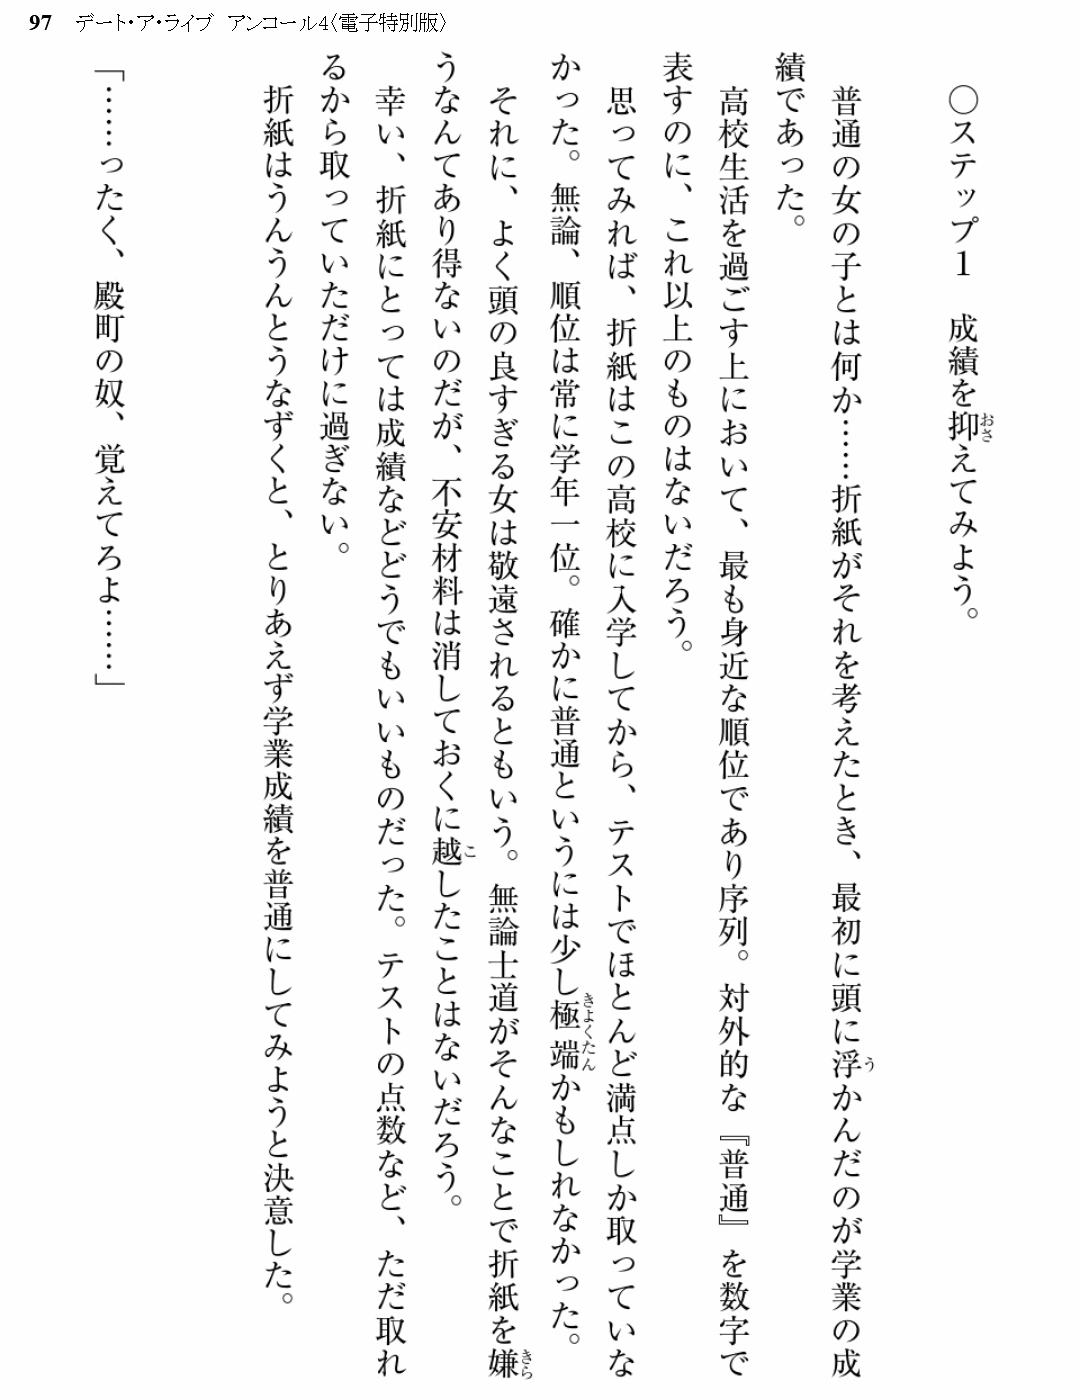 97 デート・ア・ライブ　アンコール4〈電子特別版〉
〇ステップ１　成績を抑えてみよう。
普通の女の子とは何か……折紙がそれを考えたとき、最初に頭に浮かんだのが学業の成
績であった。
高校生活を過ごす上において、最も身近な順位であり序列。対外的な『普通』を数字で
表すのに、これ以上のものはないだろう。
思ってみれば、折紙はこの高校に入学してから、テストでほとんど満点しか取っていな
かった。無論、順位は常に学年一位。確かに普通というには少し極端かもしれなかった。
それに、よく頭の良すぎる女は敬遠されるともいう。無論士道がそんなことで折紙を嫌
うなんてあり得ないのだが、不安材料は消しておくに越したことはないだろう。
幸い、折紙にとっては成績などどうでもいいものだった。テストの点数など、ただ取れ
るから取っていただけに過ぎない。
折紙はうんうんとうなずくと、とりあえず学業成績を普通にしてみようと決意した。
「……ったく、殿町の奴、覚えてろよ……」